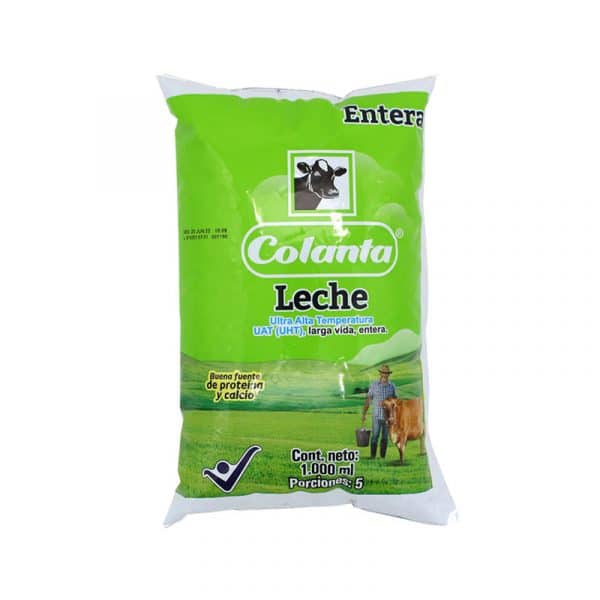 Entera
Colanta®
Leche
Ultra Alta Temperatura
UAT (UHT), larga vida, entera.
Buena fuente
de proteína
y calcio
Cont. neto:
1.000 ml
Porciones: 5